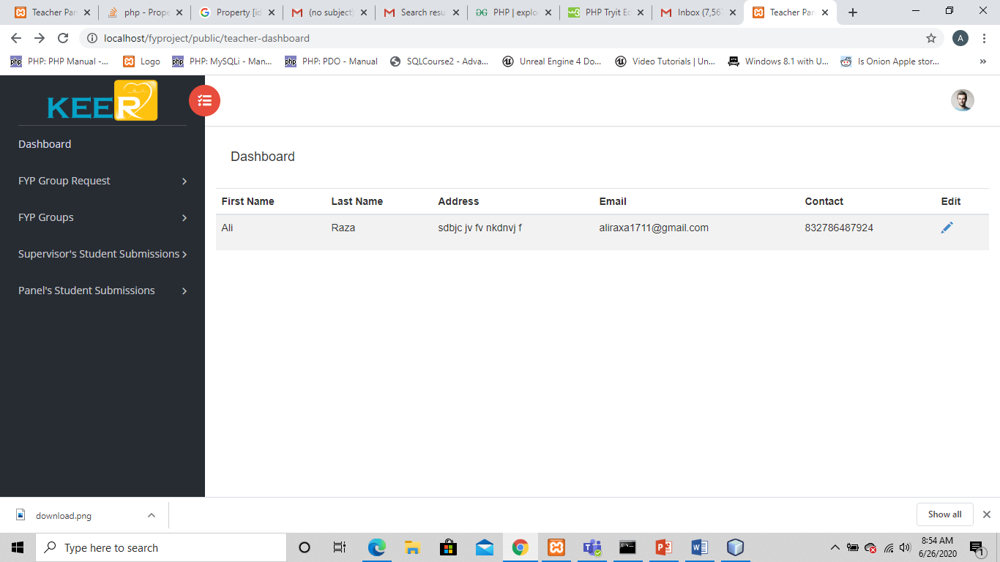 Teacher Par
php - Prope
Property [id
(no subject)
Search resu
PHP | explo
PHP Tryit Ed
Inbox (7,567
Teacher Par
localhost/fyproject/public/teacher-dashboard
A
PHP: PHP Manual -...
Logo
PHP: MySQLi - Man...
PHP: PDO - Manual
SQLCourse2 - Adva...
Unreal Engine 4 Do...
Video Tutorials | Un...
Windows 8.1 with U...
Is Onion Apple stor...
»
KEER
Dashboard
FYP Group Request
FYP Groups
Supervisor's Student Submissions
Panel's Student Submissions
Dashboard
First Name Last Name Address Email Contact Edit
Ali Raza sdbjc jv fv nkdnvj f aliraxa1711@gmail.com 832786487924
download.png
Show all
Type here to search
8:54 AM
6/26/2020
1